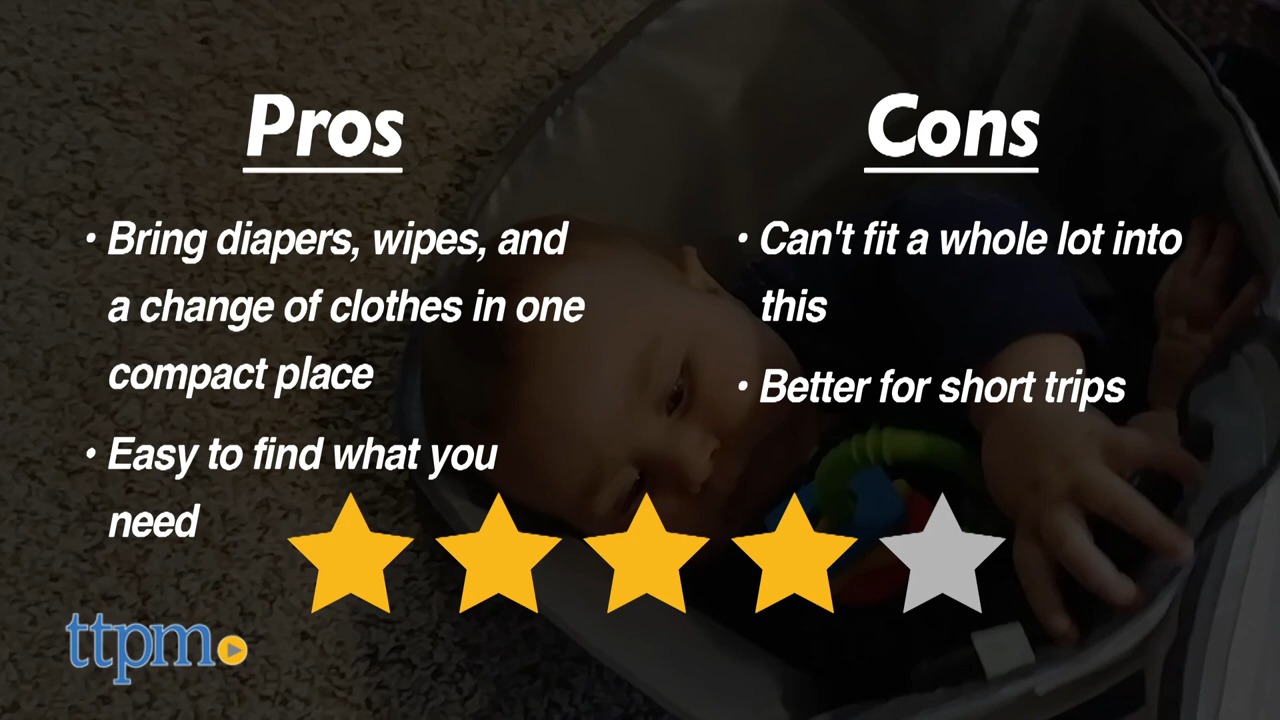 Pros
• Bring diapers, wipes, and
a change of clothes in one
compact place
• Easy to find what you
need
Cons
• Can't fit a whole lot into
this
• Better for short trips
ttpm